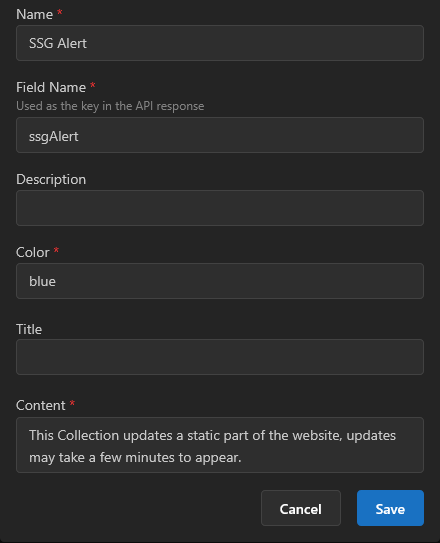 Name *
SSG Alert
Field Name *
Used as the key in the API response
ssgAlert
Description
Color *
blue
Title
Content *
This Collection updates a static part of the website, updates
may take a few minutes to appear.
Cancel Save